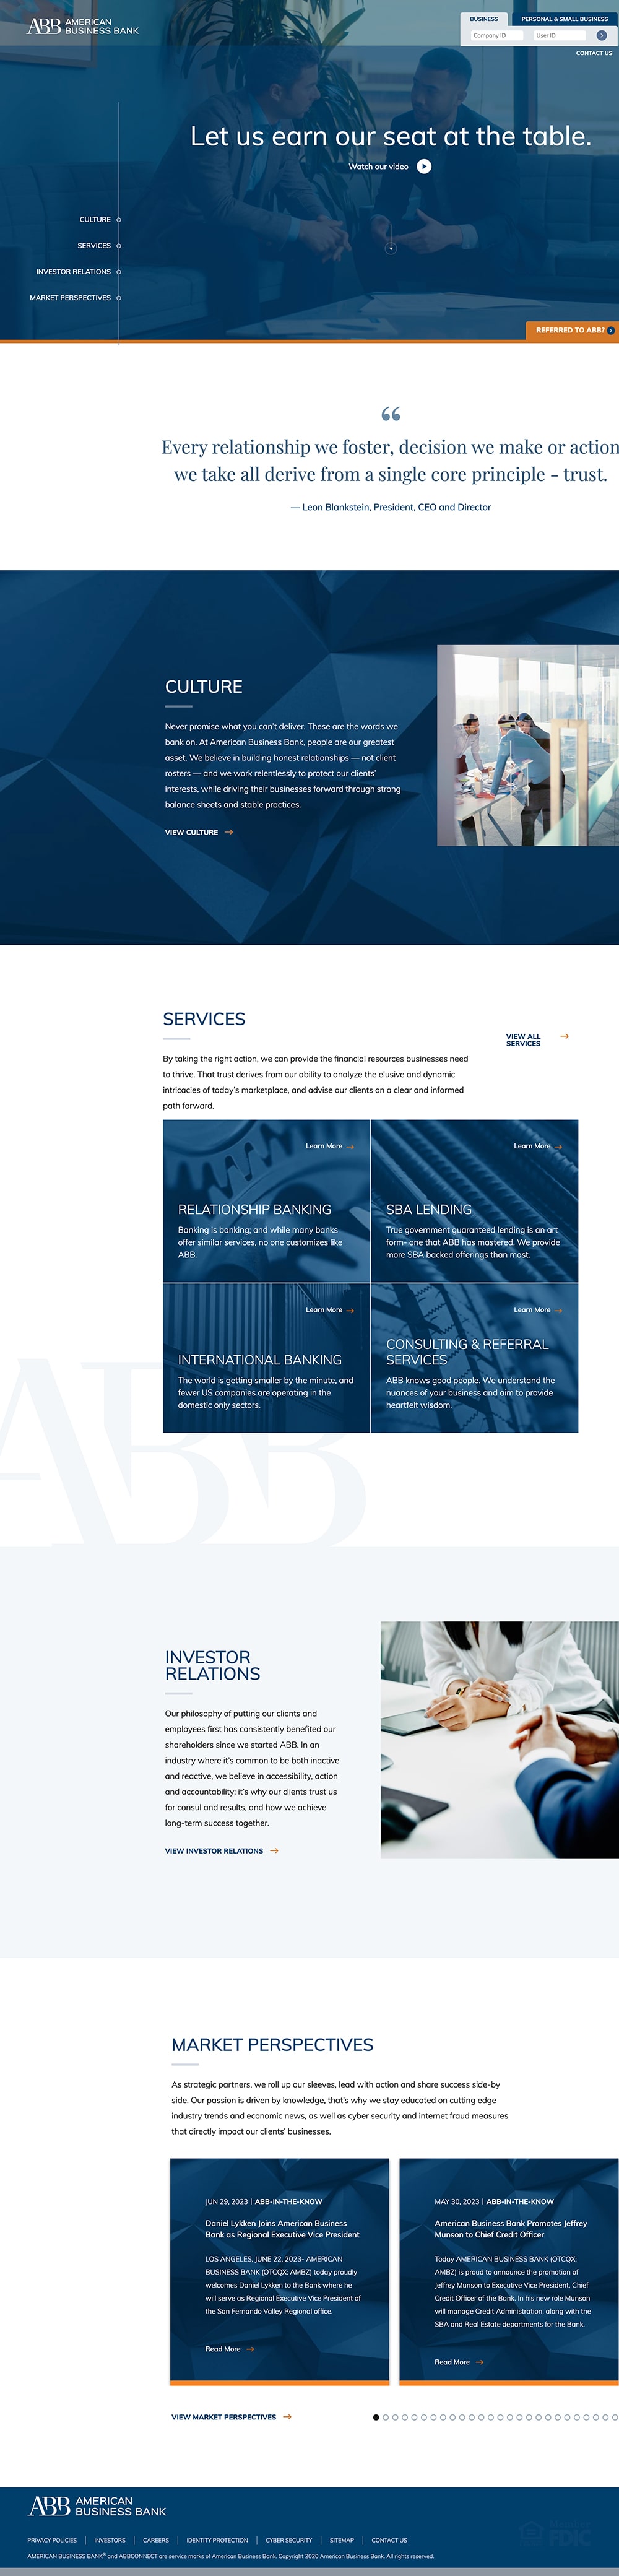 ABB AMERICAN
BUSINESS BANK
BUSINESS
PERSONAL & SMALL BUSINESS
Company ID
User ID
CONTACT US
Let us earn our seat at the table.
Watch our video
CULTURE
SERVICES
INVESTOR RELATIONS
MARKET PERSPECTIVES
REFERRED TO ABB?
“
Every relationship we foster, decision we make or action
we take all derive from a single core principle - trust.
— Leon Blankstein, President, CEO and Director
CULTURE
Never promise what you can't deliver. These are the words we
bank on. At American Business Bank, people are our greatest
asset. We believe in building honest relationships — not client
rosters — and we work relentlessly to protect our clients'
interests, while driving their businesses forward through strong
balance sheets and stable practices.
VIEW CULTURE
SERVICES
VIEW ALL
SERVICES
By taking the right action, we can provide the financial resources businesses need
to thrive. That trust derives from our ability to analyze the elusive and dynamic
intricacies of today's marketplace, and advise our clients on a clear and informed
path forward.
Learn More
RELATIONSHIP BANKING
Banking is banking; and while many banks
offer similar services, no one customizes like
ABB.
Learn More
SBA LENDING
True government guaranteed lending is an art
form- one that ABB has mastered. We provide
more SBA backed offerings than most.
Learn More
INTERNATIONAL BANKING
The world is getting smaller by the minute, and
fewer US companies are operating in the
domestic only sectors.
Learn More
CONSULTING & REFERRAL
SERVICES
ABB knows good people. We understand the
nuances of your business and aim to provide
heartfelt wisdom.
ABB
INVESTOR
RELATIONS
Our philosophy of putting our clients and
employees first has consistently benefited our
shareholders since we started ABB. In an
industry where it's common to be both inactive
and reactive, we believe in accessibility, action
and accountability; it's why our clients trust us
for consul and results, and how we achieve
long-term success together.
VIEW INVESTOR RELATIONS
MARKET PERSPECTIVES
As strategic partners, we roll up our sleeves, lead with action and share success side-by
side. Our passion is driven by knowledge, that's why we stay educated on cutting edge
industry trends and economic news, as well as cyber security and internet fraud measures
that directly impact our clients' businesses.
JUN 29, 2023 | ABB-IN-THE-KNOW
Daniel Lykken Joins American Business
Bank as Regional Executive Vice President
LOS ANGELES, JUNE 22, 2023- AMERICAN
BUSINESS BANK (OTCQX: AMBZ) today proudly
welcomes Daniel Lykken to the Bank where he
will serve as Regional Executive Vice President of
the San Fernando Valley Regional office.
Read More
MAY 30, 2023 | ABB-IN-THE-KNOW
American Business Bank Promotes Jeffrey
Munson to Chief Credit Officer
Today AMERICAN BUSINESS BANK (OTCQX:
AMBZ) is proud to announce the promotion of
Jeffrey Munson to Executive Vice President, Chief
Credit Officer of the Bank. In his new role Munson
will manage Credit Administration, along with the
SBA and Real Estate departments for the Bank.
Read More
VIEW MARKET PERSPECTIVES
ABB AMERICAN
BUSINESS BANK
PRIVACY POLICIES | INVESTORS | CAREERS | IDENTITY PROTECTION | CYBER SECURITY | SITEMAP | CONTACT US
AMERICAN BUSINESS BANK® and ABBCONNECT are service marks of American Business Bank. Copyright 2020 American Business Bank. All rights reserved.
FDIC